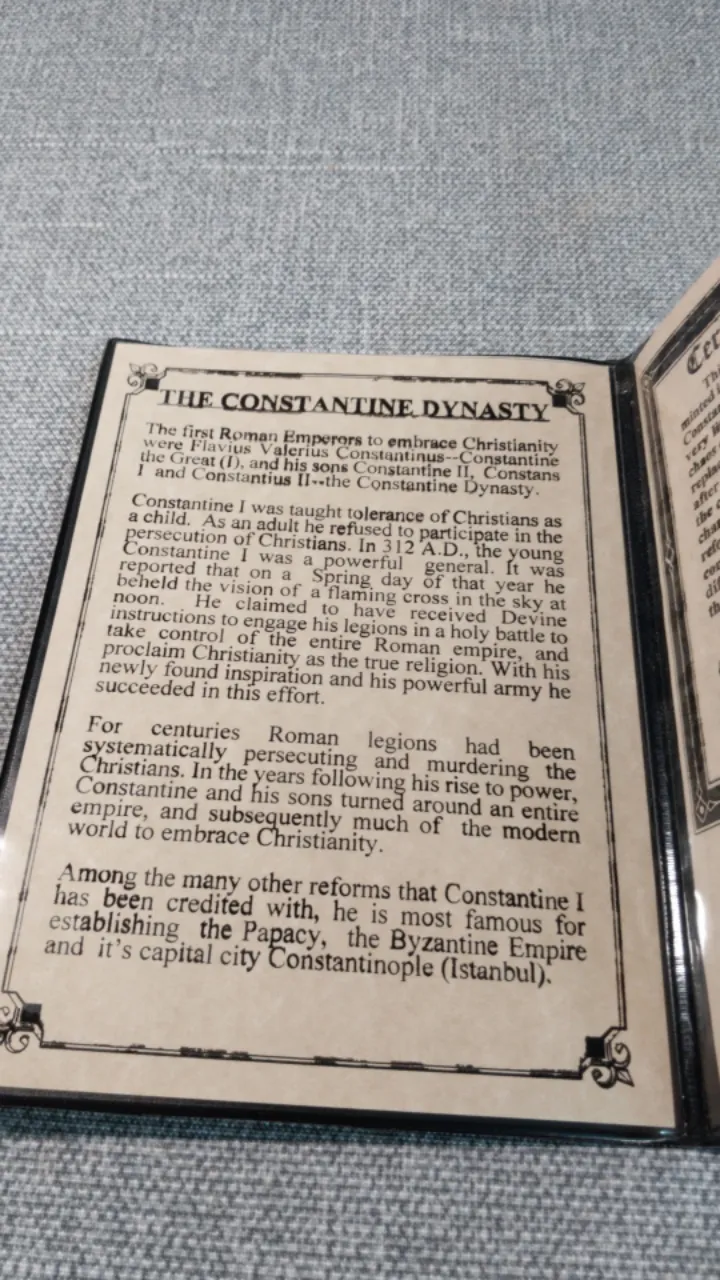 THE CONSTANTINE DYNASTY
The first Roman Emperors to embrace Christianity
were Flavius Valerius Constantinus--Constantine
the Great (I), and his sons Constantine II, Constans
I and Constantius II--the Constantine Dynasty.
Constantine I was taught tolerance of Christians as
a child. As an adult he refused to participate in the
persecution of Christians. In 312 A.D., the young
Constantine I was a powerful general. It was
reported that on a Spring day of that year he
beheld the vision of a flaming cross in the sky at
noon. He claimed to have received Devine
instructions to engage his legions in a holy battle to
take control of the entire Roman empire, and
proclaim Christianity as the true religion. With his
newly found inspiration and his powerful army he
succeeded in this effort.
For centuries Roman legions had been
systematically persecuting and murdering the
Christians. In the years following his rise to power,
Constantine and his sons turned around an entire
empire, and subsequently much of the modern
world to embrace Christianity.
Among the many other reforms that Constantine I
has been credited with, he is most famous for
establishing the Papacy, the Byzantine Empire
and it's capital city Constantinople (Istanbul).
minted
very
chaos
after